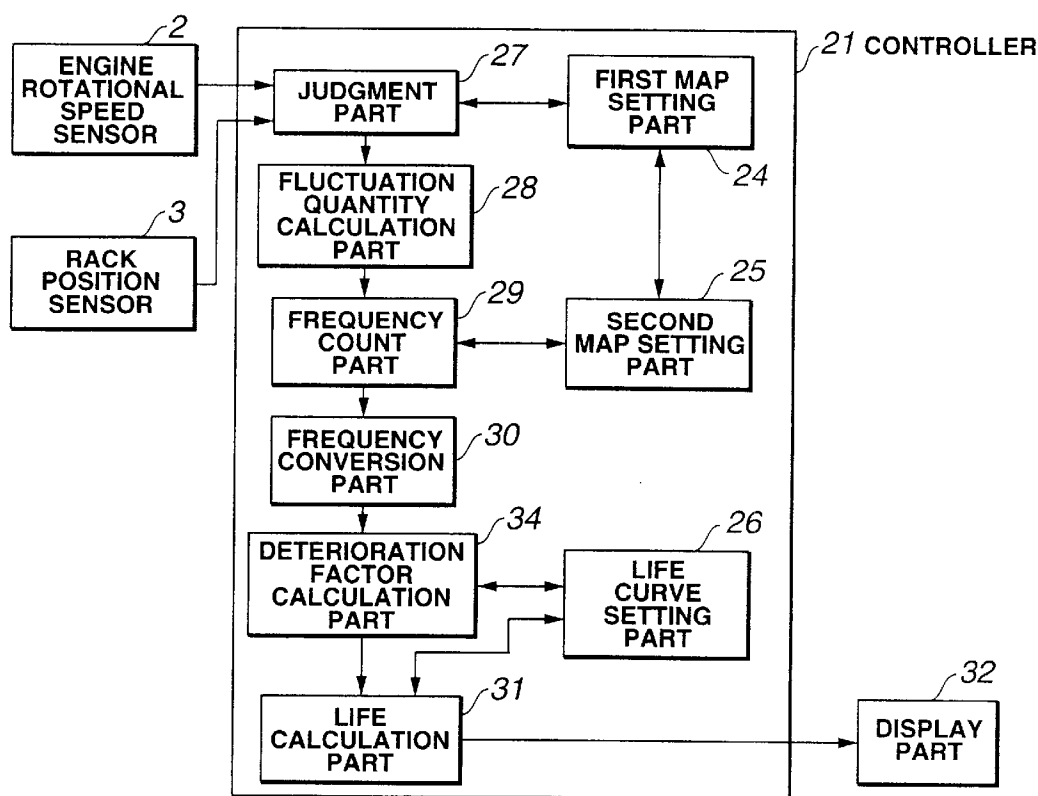 2
ENGINE
ROTATIONAL
SPEED
SENSOR
3
RACK
POSITION
SENSOR
21 CONTROLLER
27
JUDGMENT
PART
FIRST MAP
SETTING
PART
24
28
FLUCTUATION
QUANTITY
CALCULATION
PART
29
FREQUENCY
COUNT
PART
25
SECOND
MAP SETTING
PART
30
FREQUENCY
CONVERSION
PART
34
DETERIORATION
FACTOR
CALCULATION
PART
26
LIFE
CURVE
SETTING
PART
31
LIFE
CALCULATION
PART
32
DISPLAY
PART